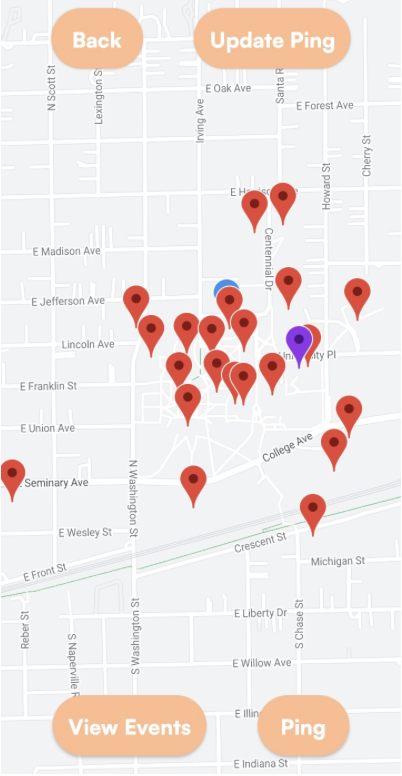 Back
Update Ping
N Scott St
Lexington S
E Oak Ave
Santa R
E Forest Ave
Irving Ave
Cherry St
Howard St
E Ha
Centennial Dr
E Madison Ave
E Jefferson Ave
Lincoln Ave
University Pl
E Franklin St
E Union Ave
College Ave
N Washington St
Seminary Ave
E Wesley St
Crescent St
E Front St
Michigan St
Reber St
S Washington St
S Naperville R
E Liberty Dr
S Chase St
E Willow Ave
View Events
E Illin
Ping
E Indiana St